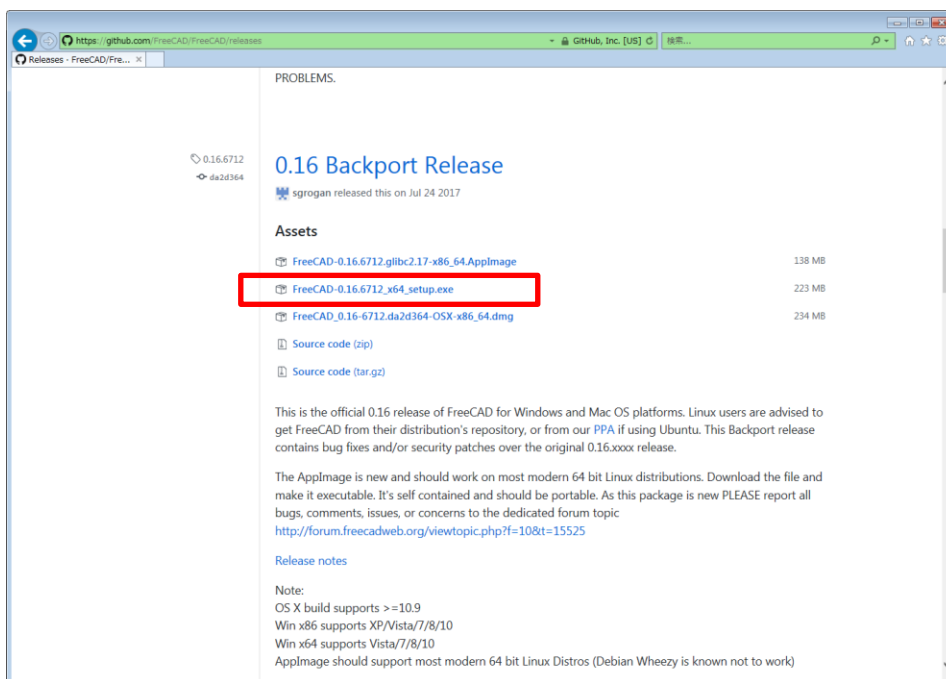 https://github.com/FreeCAD/FreeCAD/releases
GitHub, Inc. [US]
検索...
Releases - FreeCAD/Fre...
PROBLEMS.
0.16.6712
da2d364
0.16 Backport Release
sgrogan released this on Jul 24 2017
Assets
FreeCAD-0.16.6712.glibc2.17-x86_64.AppImage 138 MB
FreeCAD-0.16.6712_x64_setup.exe 223 MB
FreeCAD_0.16-6712.da2d364-OSX-x86_64.dmg 234 MB
Source code (zip)
Source code (tar.gz)
This is the official 0.16 release of FreeCAD for Windows and Mac OS platforms. Linux users are advised to
get FreeCAD from their distribution's repository, or from our PPA if using Ubuntu. This Backport release
contains bug fixes and/or security patches over the original 0.16.xxxx release.
The AppImage is new and should work on most modern 64 bit Linux distributions. Download the file and
make it executable. It's self contained and should be portable. As this package is new PLEASE report all
bugs, comments, issues, or concerns to the dedicated forum topic
http://forum.freecadweb.org/viewtopic.php?f=10&t=15525
Release notes
Note:
OS X build supports >=10.9
Win x86 supports XP/Vista/7/8/10
Win x64 supports Vista/7/8/10
AppImage should support most modern 64 bit Linux Distros (Debian Wheezy is known not to work)